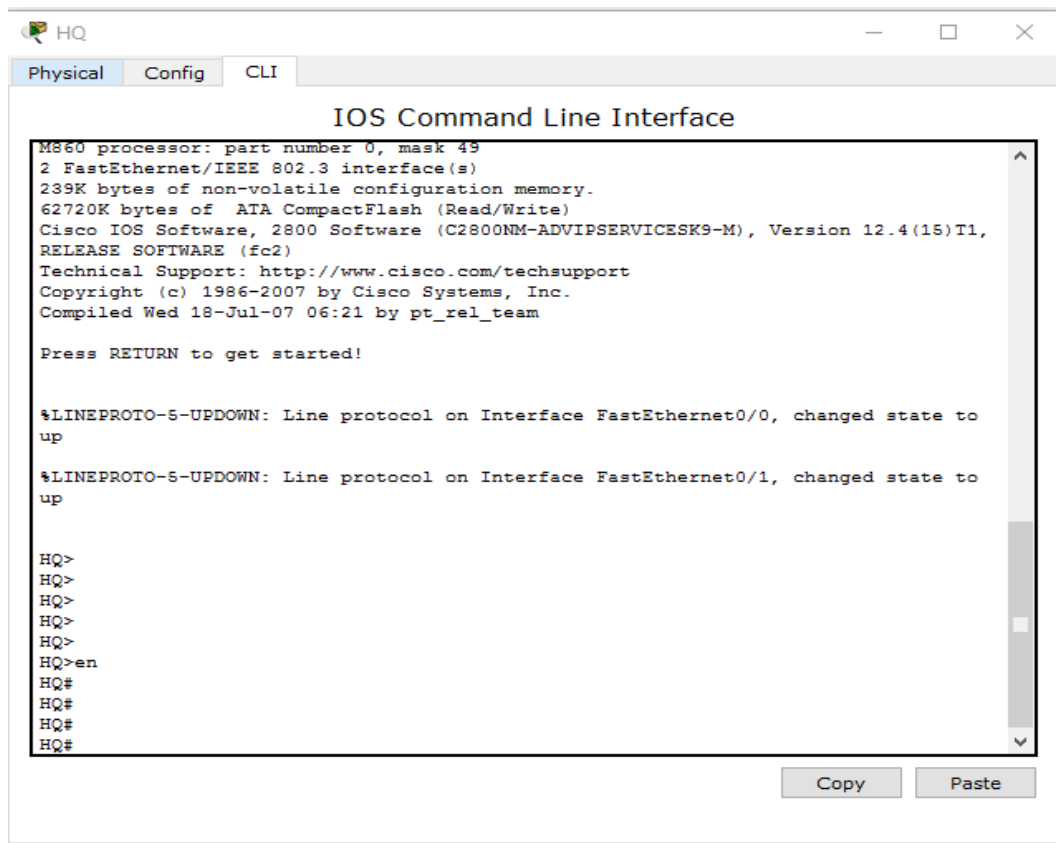 HQ
Physical Config CLI
IOS Command Line Interface
M860 processor: part number 0, mask 49
2 FastEthernet/IEEE 802.3 interface(s)
239K bytes of non-volatile configuration memory.
62720K bytes of ATA CompactFlash (Read/Write)
Cisco IOS Software, 2800 Software (C2800NM-ADVIPSERVICESK9-M), Version 12.4(15)T1,
RELEASE SOFTWARE (fc2)
Technical Support: http://www.cisco.com/techsupport
Copyright (c) 1986-2007 by Cisco Systems, Inc.
Compiled Wed 18-Jul-07 06:21 by pt_rel_team
Press RETURN to get started!
%LINEPROTO-5-UPDOWN: Line protocol on Interface FastEthernet0/0, changed state to
up
%LINEPROTO-5-UPDOWN: Line protocol on Interface FastEthernet0/1, changed state to
up
HQ>
HQ>
HQ>
HQ>
HQ>
HQ>en
HQ#
HQ#
HQ#
HQ#
Copy Paste